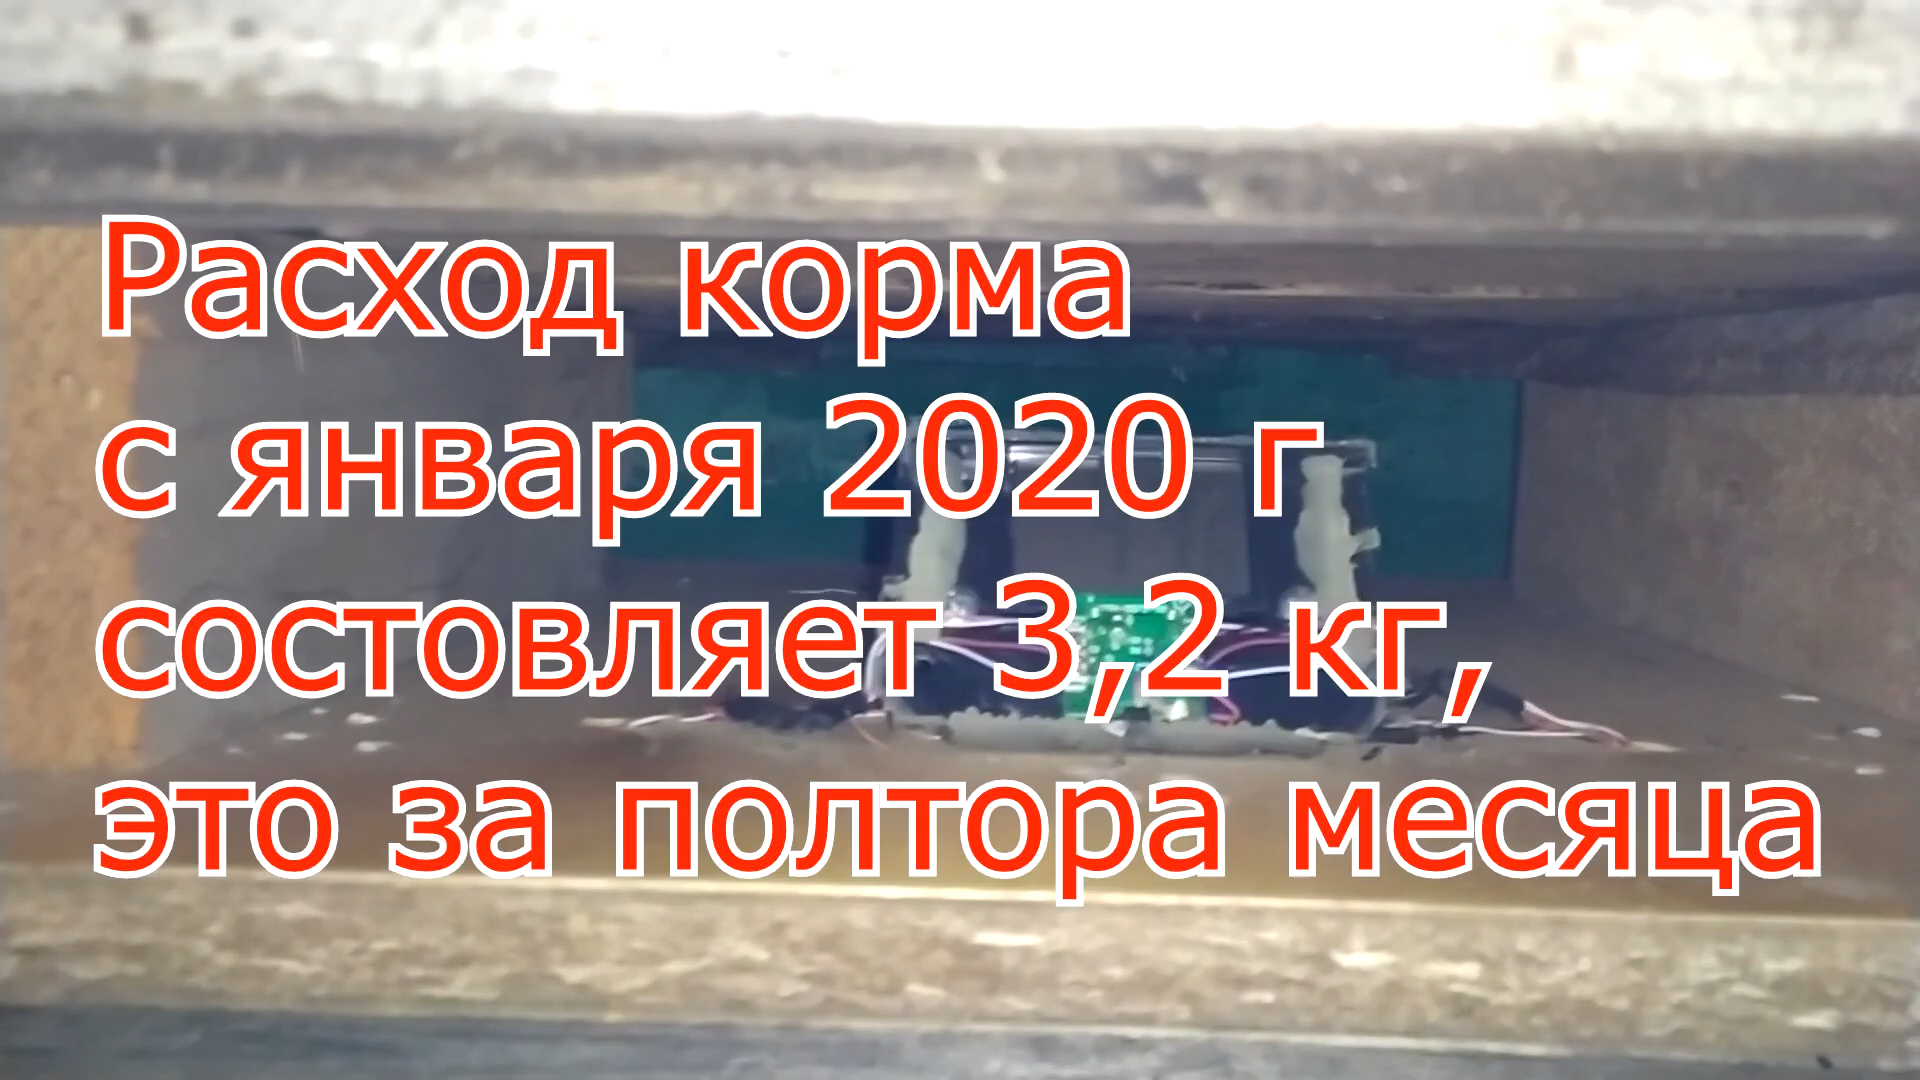 Расход корма
с января 2020 г
состовляет 3,2 кг,
это за полтора месяца